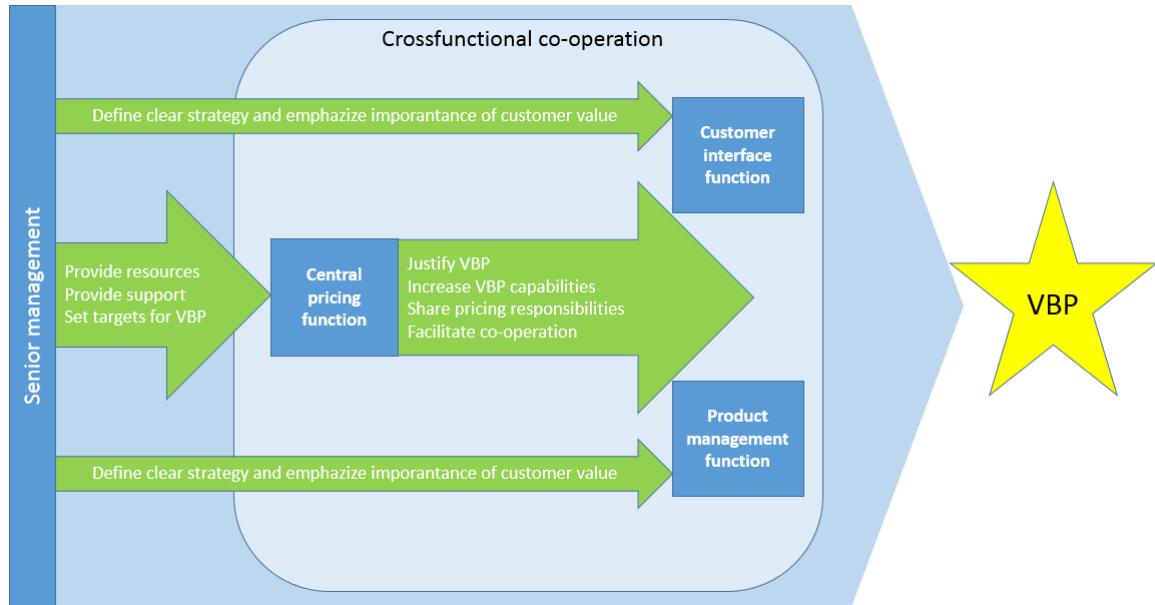 Crossfunctional co-operation
Senior management
Define clear strategy and emphazize imporantance of customer value
Customer
interface
function
Provide resources
Provide support
Set targets for VBP
Central
pricing
function
Justify VBP
Increase VBP capabilities
Share pricing responsibilities
Facilitate co-operation
VBP
Product
management
function
Define clear strategy and emphazize imporantance of customer value